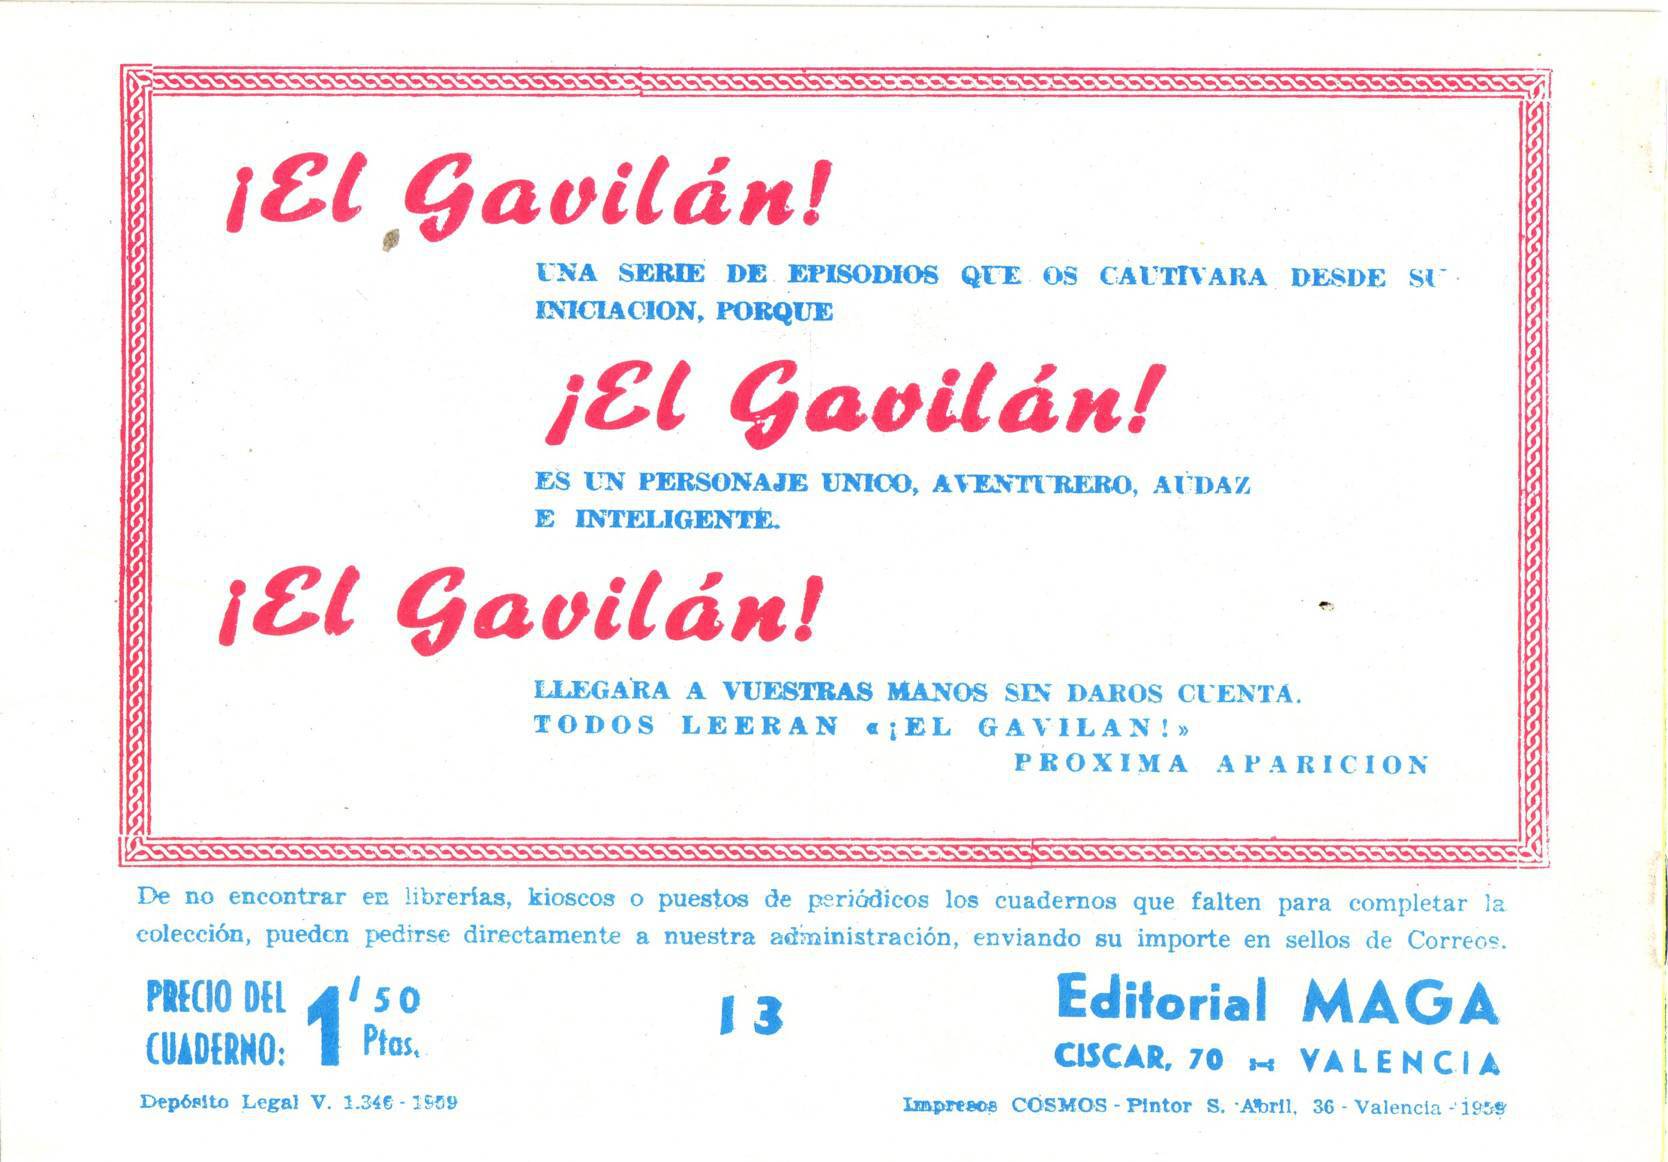 ¡El Gavilán!
UNA SERIE DE EPISODIOS QUE OS CAUTIVARA DESDE SU
INICIACION, PORQUE
¡El Gavilán!
ES UN PERSONAJE UNICO, AVENTURERO, AUDAZ
E INTELIGENTE.
¡El Gavilán!
LLEGARA A VUESTRAS MANOS SIN DAROS CUENTA.
TODOS LEERAN «¡EL GAVILAN!»
PROXIMA APARICION
De no encontrar en librerías, kioscos o puestos de periódicos los cuadernos que falten para completar la
colección, pueden pedirse directamente a nuestra administración, enviando su importe en sellos de Correos.
PRECIO DEL CUADERNO: 1'50 Ptas.
13
Editorial MAGA
CISCAR, 70 - VALENCIA
Depósito Legal V. 1.346 - 1959
Impresos COSMOS - Pintor S. Abril, 36 - Valencia - 1959